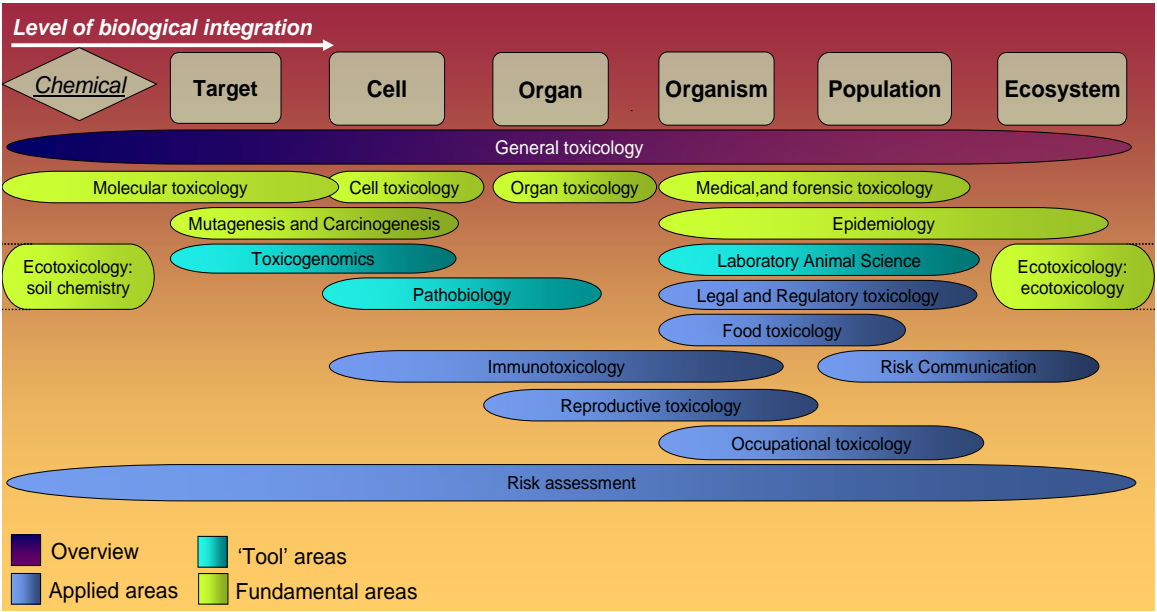 Level of biological integration
Chemical
Target
Cell
Organ
Organism
Population
Ecosystem
General toxicology
Molecular toxicology
Cell toxicology
Organ toxicology
Medical,and forensic toxicology
Mutagenesis and Carcinogenesis
Epidemiology
Ecotoxicology:
soil chemistry
Toxicogenomics
Laboratory Animal Science
Ecotoxicology:
ecotoxicology
Pathobiology
Legal and Regulatory toxicology
Food toxicology
Immunotoxicology
Risk Communication
Reproductive toxicology
Occupational toxicology
Risk assessment
Overview
‘Tool’ areas
Applied areas
Fundamental areas